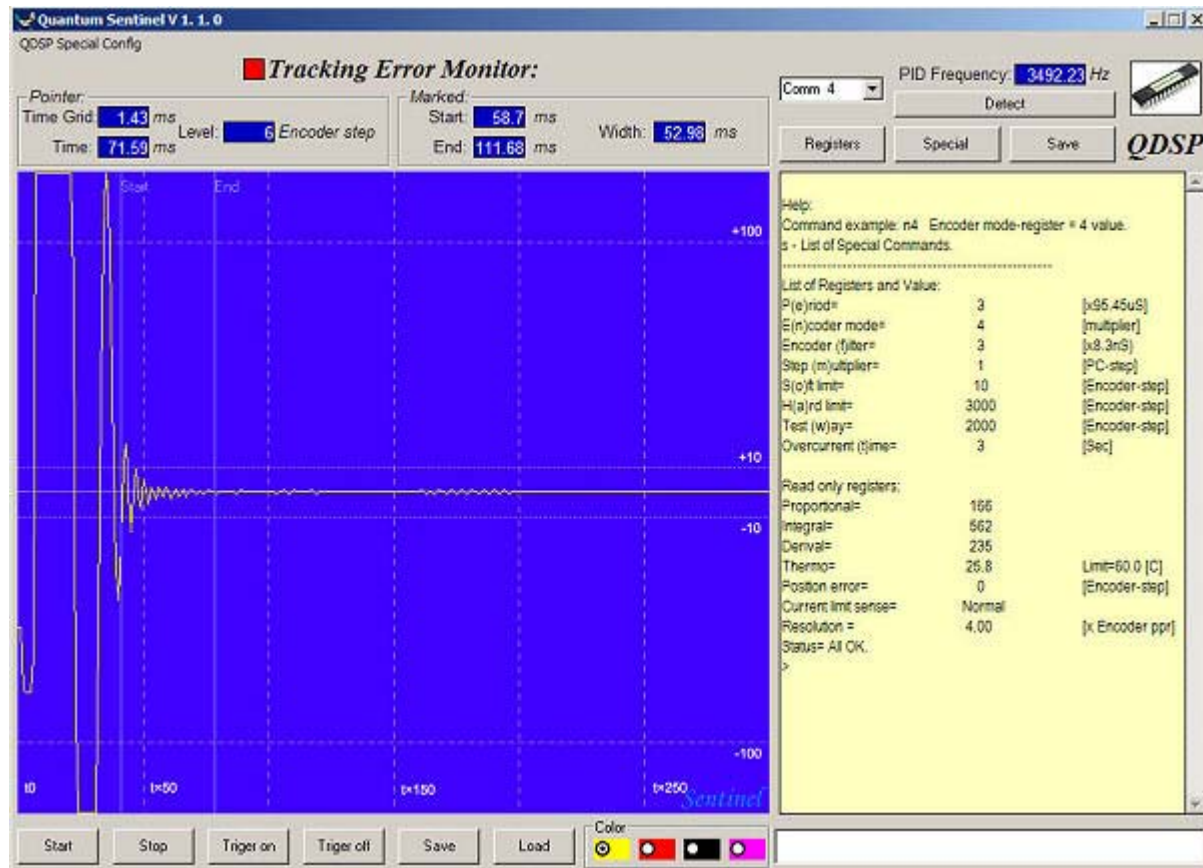 Quantum Sentinel V 1. 1. 0
QDSP Special Config
Tracking Error Monitor:
Pointer:
Time Grid: 1.43 ms
Time: 71.59 ms
Level: 6 Encoder step
Marked:
Start: 58.7 ms
End: 111.68 ms
Width: 52.98 ms
Comm 4
PID Frequency: 3492.23 Hz
Detect
Registers Special Save QDSP
Start End
+100
+10
-10
-100
t0 t×50 t×150 t×250
Sentinel
Help:
Command example: n4 Encoder mode-register = 4 value.
s - List of Special Commands.
------------------------------------------------------------
List of Registers and Value:
P(e)riod= 3 [x95.45uS]
E(n)coder mode= 4 [multiplier]
Encoder (f)ilter= 3 [x8.3nS)
Step (m)ultiplier= 1 [PC-step]
S(o)ft limit= 10 [Encoder-step]
H(a)rd limit= 3000 [Encoder-step]
Test (w)ay= 2000 [Encoder-step]
Overcurrent (t)ime= 3 [Sec]
Read only registers:
Proportional= 166
Integral= 562
Derival= 235
Thermo= 25.8 Limit=60.0 [C]
Position error= 0 [Encoder-step]
Current limit sense= Normal
Resolution = 4.00 [x Encoder ppr]
Status= All OK.
>
Start Stop Triger on Triger off Save Load
Color